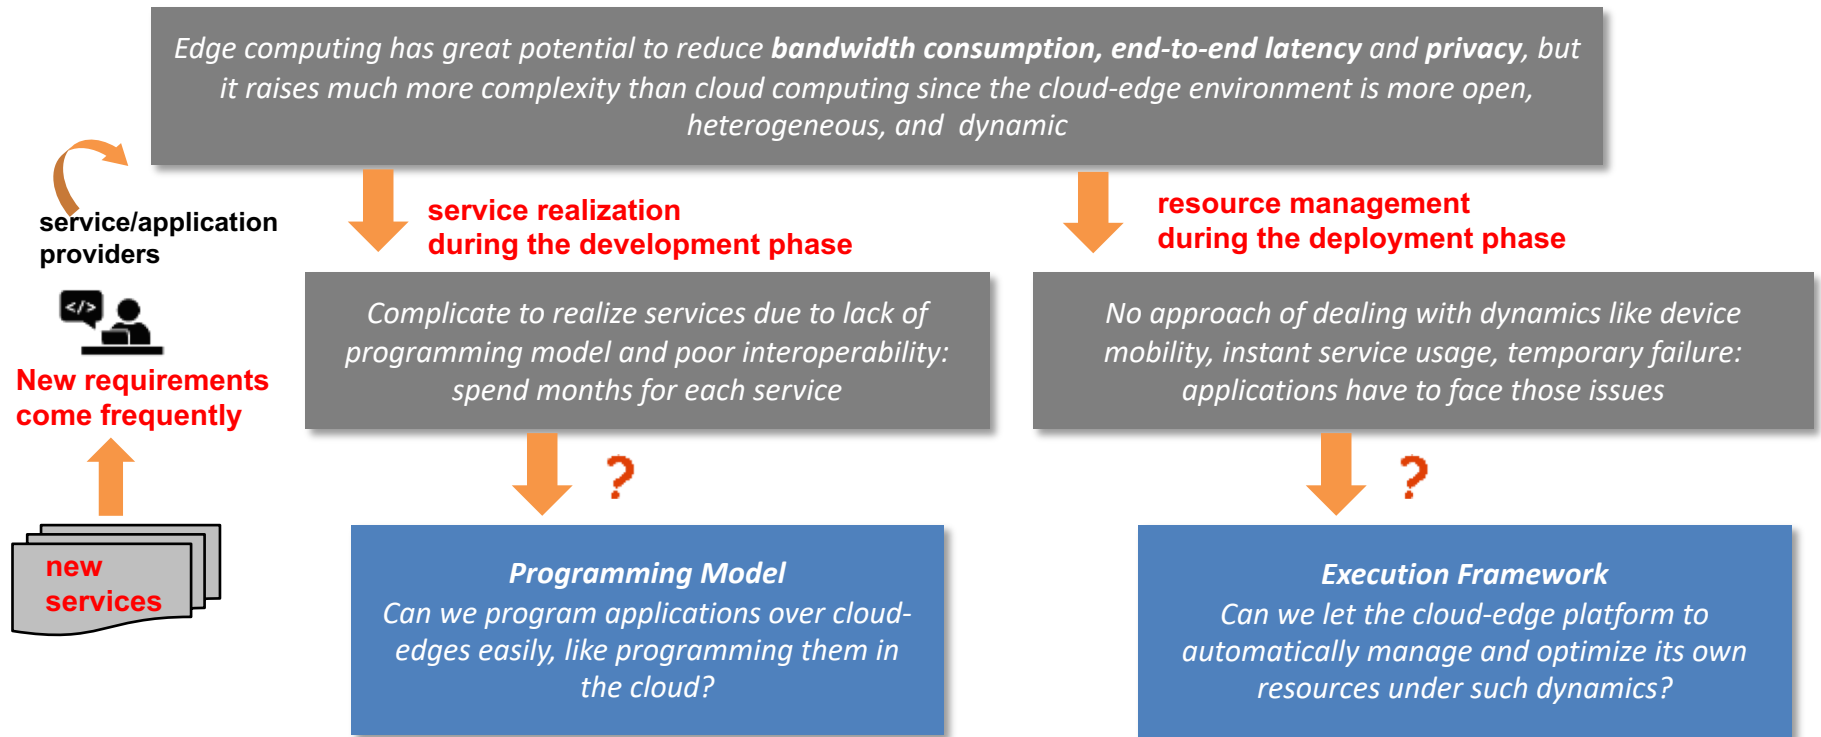 Edge computing has great potential to reduce bandwidth consumption, end-to-end latency and privacy, but
it raises much more complexity than cloud computing since the cloud-edge environment is more open,
heterogeneous, and dynamic
service/application
providers
</>
New requirements
come frequently
new
services
service realization
during the development phase
resource management
during the deployment phase
Complicate to realize services due to lack of
programming model and poor interoperability:
spend months for each service
No approach of dealing with dynamics like device
mobility, instant service usage, temporary failure:
applications have to face those issues
?
?
Programming Model
Can we program applications over cloud-
edges easily, like programming them in
the cloud?
Execution Framework
Can we let the cloud-edge platform to
automatically manage and optimize its own
resources under such dynamics?